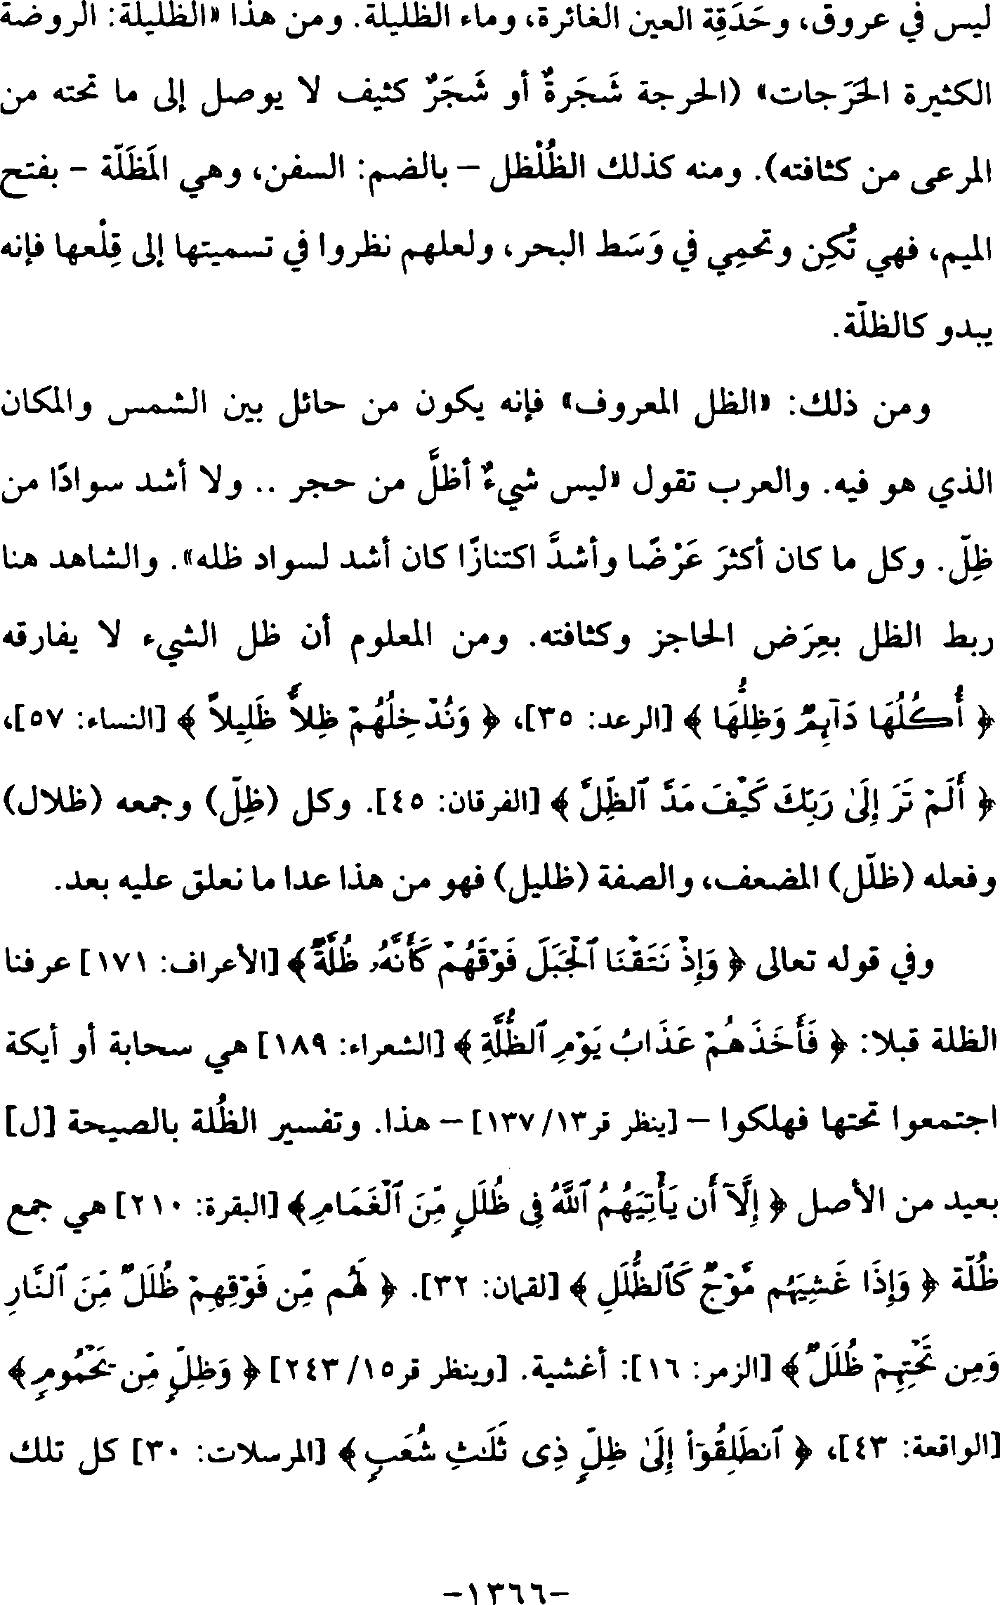 ليس في عروق، وحَدَقِة العين الغائرة، وماء الظليلة. ومن هذا «الظليلة: الروضة
الكثيرة الحَرَجات» (الحرجة شَجَرةٌ أو شَجَرٌ كثيف لا يوصل إلى ما تحته من
المرعى من كثافته). ومنه كذلك الظُلْظل – بالضم: السفن، وهي المَظَلّة – بفتح
الميم، فهي تُكِن وتحمِي في وَسَط البحر، ولعلهم نظروا في تسميتها إلى قِلْعها فإنه
يبدو كالظلّة.
ومن ذلك: «الظل المعروف» فإنه يكون من حائل بين الشمس والمكان
الذي هو فيه. والعرب تقول «ليس شيءٌ أظلَّ من حجر .. ولا أشد سوادًا من
ظِلّ. وكل ما كان أكثرَ عَرْضًا وأشدَّ اكتنازًا كان أشد لسواد ظله». والشاهد هنا
ربط الظل بعِرَض الحاجز وكثافته. ومن المعلوم أن ظل الشيء لا يفارقه
﴿ أُكُلُهَا دَآئِمٌ وَظِلُّهَا ﴾ [الرعد: ٣٥]، ﴿ وَنُدْخِلُهُمْ ظِلاًّ ظَلِيلاً ﴾ [النساء: ٥٧]،
﴿ أَلَمْ تَرَ إِلَىٰ رَبِّكَ كَيْفَ مَدَّ ٱلظِّلَّ ﴾ [الفرقان: ٤٥]. وكل (ظِلّ) وجمعه (ظلال)
وفعله (ظلّل) المضعف، والصفة (ظليل) فهو من هذا عدا ما نعلق عليه بعد.
وفي قوله تعالى ﴿ وَإِذْ نَتَقْنَا ٱلْجَبَلَ فَوْقَهُمْ كَأَنَّهُۥ ظُلَّةٌ ﴾ [الأعراف: ١٧١] عرفنا
الظلة قبلا: ﴿ فَأَخَذَهُمْ عَذَابُ يَوْمِ ٱلظُّلَّةِ ﴾ [الشعراء: ١٨٩] هي سحابة أو أيكة
اجتمعوا تحتها فهلكوا – [ينظر قر١٣/ ١٣٧] – هذا. وتفسير الظُلة بالصيحة [ل]
بعيد من الأصل ﴿ إِلَّآ أَن يَأْتِيَهُمُ ٱللَّهُ فِى ظُلَلٍ مِّنَ ٱلْغَمَامِ ﴾ [البقرة: ٢١٠] هي جمع
ظُلّة ﴿ وَإِذَا غَشِيَهُم مَّوْجٌ كَٱلظُّلَلِ ﴾ [لقمان: ٣٢]. ﴿ لَهُم مِّن فَوْقِهِمْ ظُلَلٌ مِّنَ ٱلنَّارِ
وَمِن تَحْتِهِمْ ظُلَلٌ ﴾ [الزمر: ١٦]: أغشية. [وينظر قر١٥/ ٢٤٣] ﴿ وَظِلٍّ مِّن يَحْمُومٍ ﴾
[الواقعة: ٤٣]، ﴿ ٱنطَلِقُوٓاْ إِلَىٰ ظِلٍّ ذِى ثَلَٰثِ شُعَبٍ ﴾ [المرسلات: ٣٠] كل تلك
-١٣٦٦-